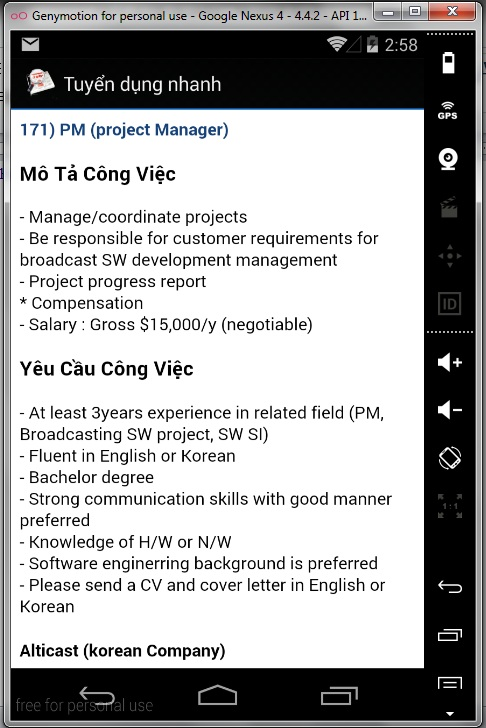 Genymotion for personal use - Google Nexus 4 - 4.4.2 - API 1...
2:58
Tuyển dụng nhanh
GPS
171) PM (project Manager)
Mô Tả Công Việc
- Manage/coordinate projects
- Be responsible for customer requirements for
broadcast SW development management
- Project progress report
* Compensation
- Salary : Gross $15,000/y (negotiable)
ID
Yêu Cầu Công Việc
- At least 3years experience in related field (PM,
Broadcasting SW project, SW SI)
- Fluent in English or Korean
- Bachelor degree
- Strong communication skills with good manner
preferred
1:1
- Knowledge of H/W or N/W
- Software enginerring background is preferred
- Please send a CV and cover letter in English or
Korean
Alticast (korean Company)
free for personal use